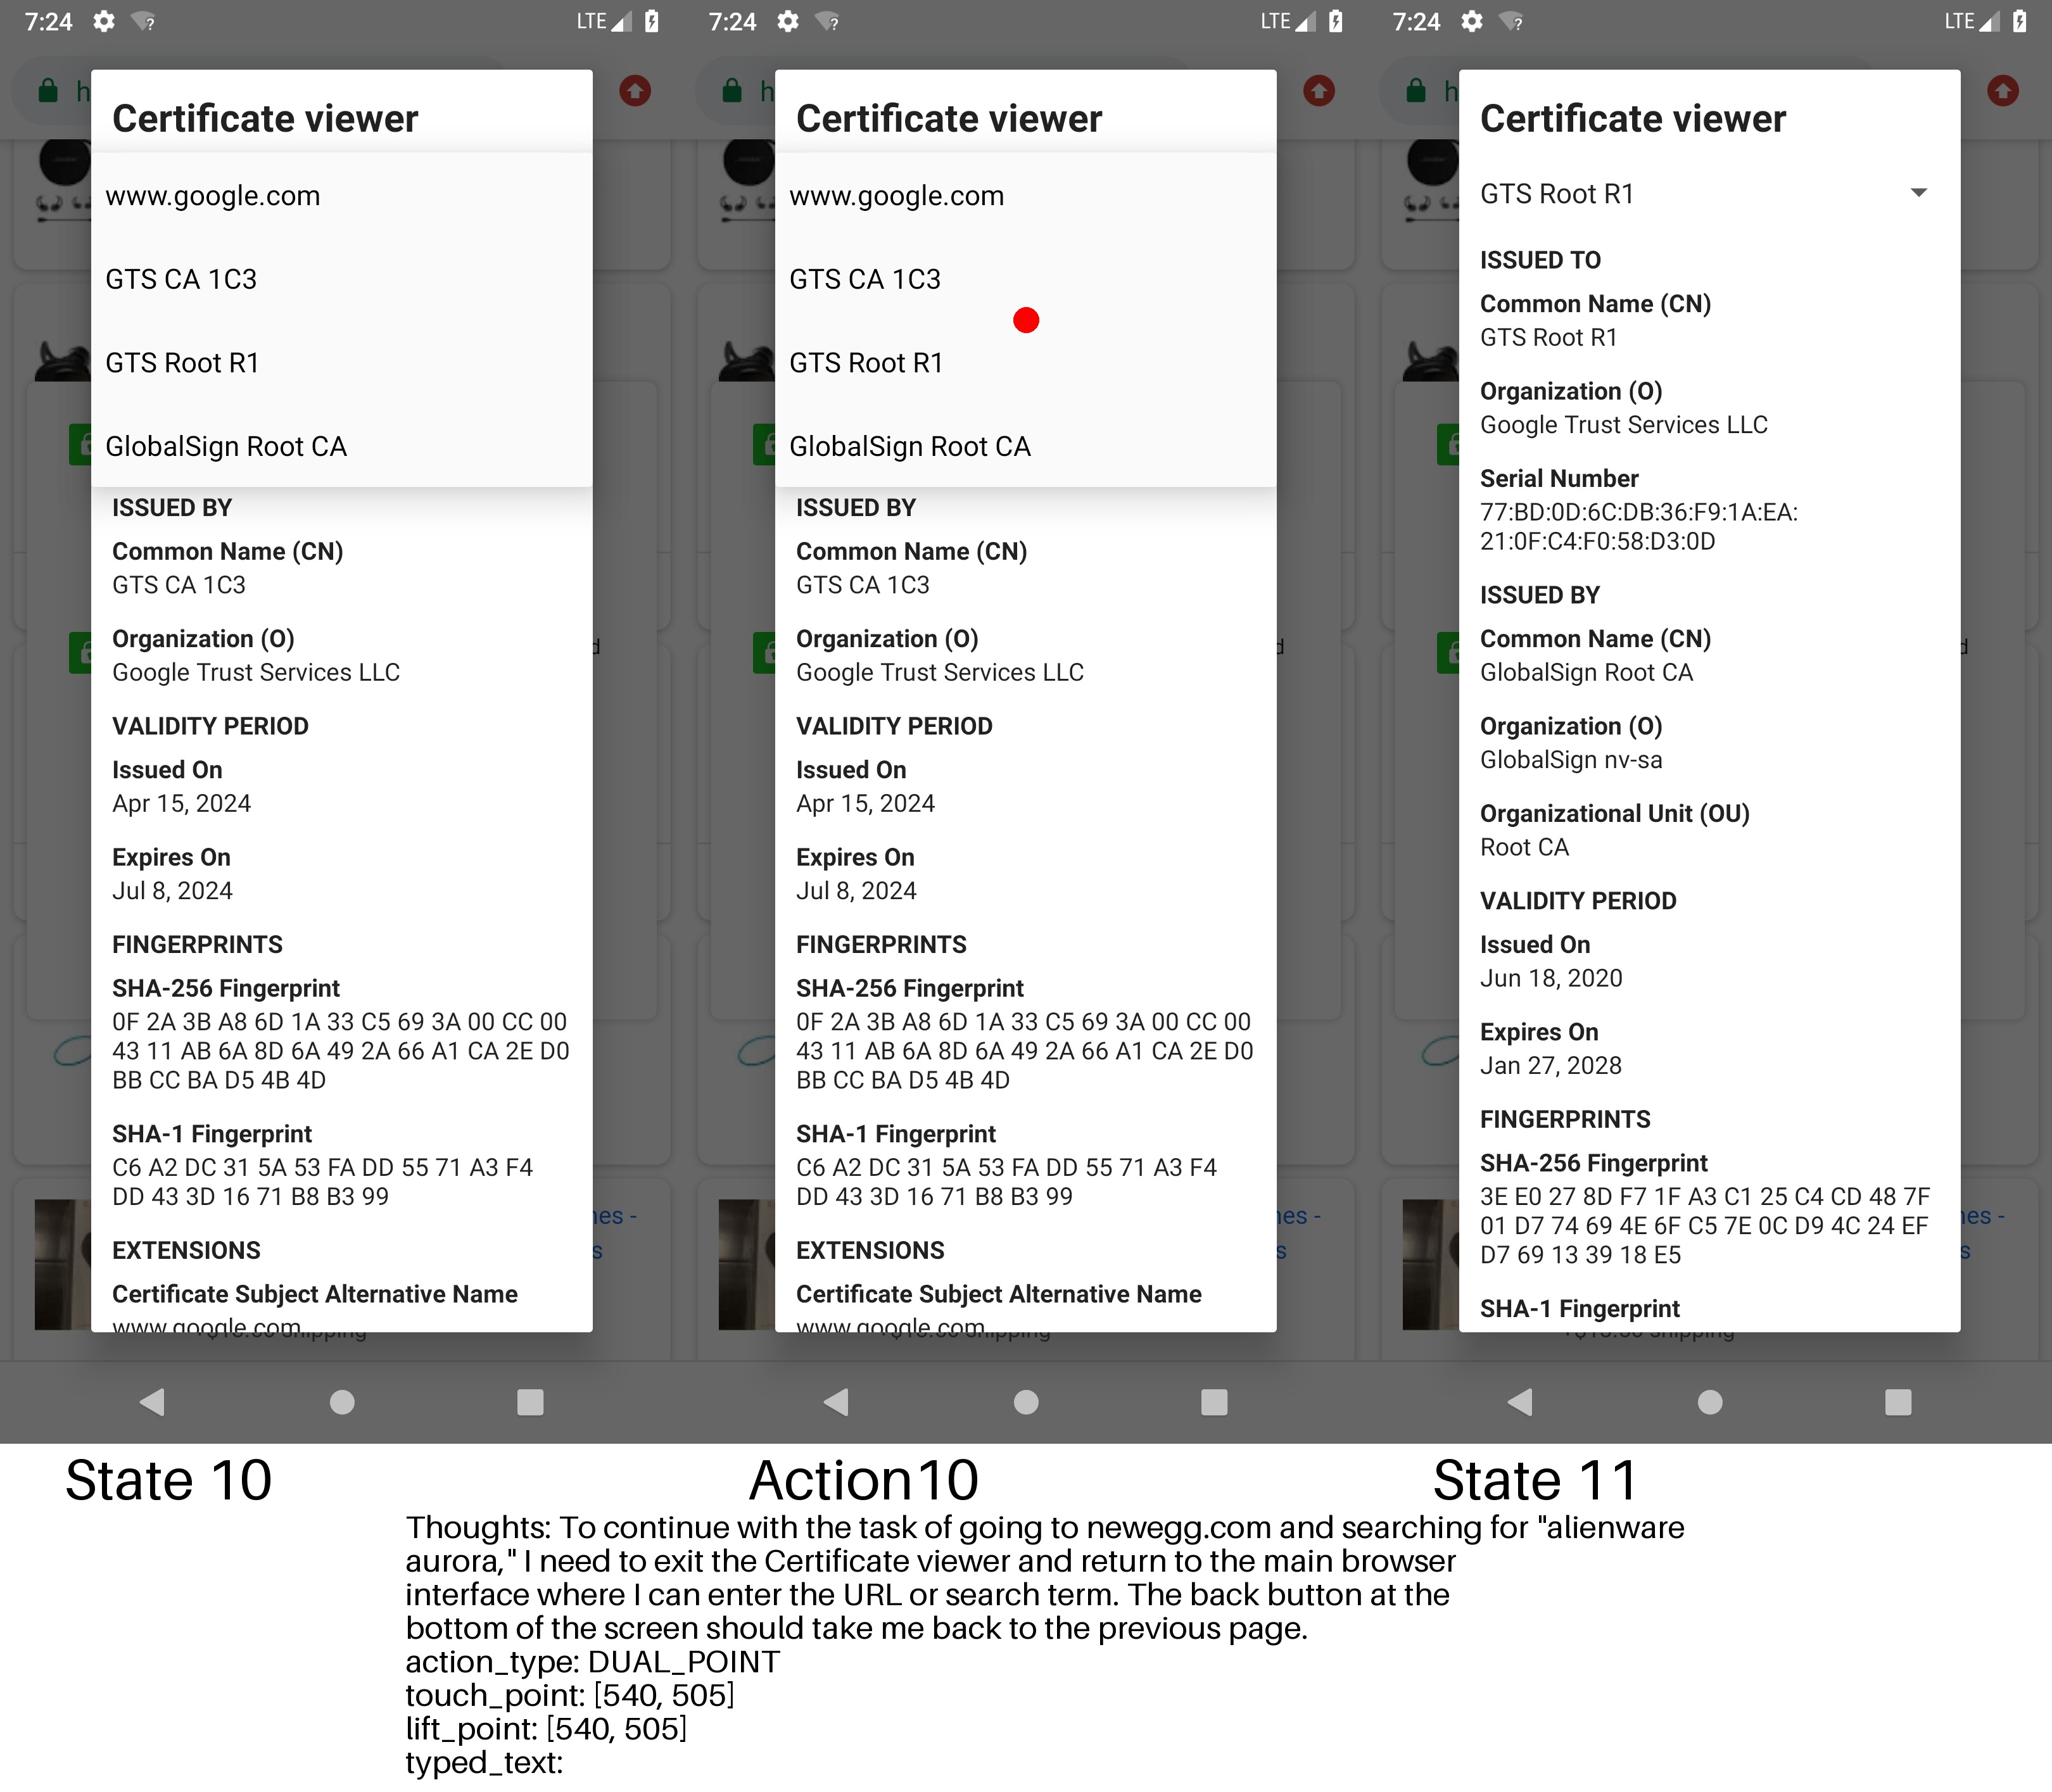 7:24
LTE
h
Certificate viewer
www.google.com
GTS CA 1C3
GTS Root R1
GlobalSign Root CA
ISSUED BY
Common Name (CN)
GTS CA 1C3
Organization (O)
Google Trust Services LLC
VALIDITY PERIOD
Issued On
Apr 15, 2024
Expires On
Jul 8, 2024
FINGERPRINTS
SHA-256 Fingerprint
0F 2A 3B A8 6D 1A 33 C5 69 3A 00 CC 00
43 11 AB 6A 8D 6A 49 2A 66 A1 CA 2E D0
BB CC BA D5 4B 4D
SHA-1 Fingerprint
C6 A2 DC 31 5A 53 FA DD 55 71 A3 F4
DD 43 3D 16 71 B8 B3 99
EXTENSIONS
Certificate Subject Alternative Name
www.google.com
shipping
7:24
LTE
h
Certificate viewer
www.google.com
GTS CA 1C3
GTS Root R1
GlobalSign Root CA
ISSUED BY
Common Name (CN)
GTS CA 1C3
Organization (O)
Google Trust Services LLC
VALIDITY PERIOD
Issued On
Apr 15, 2024
Expires On
Jul 8, 2024
FINGERPRINTS
SHA-256 Fingerprint
0F 2A 3B A8 6D 1A 33 C5 69 3A 00 CC 00
43 11 AB 6A 8D 6A 49 2A 66 A1 CA 2E D0
BB CC BA D5 4B 4D
SHA-1 Fingerprint
C6 A2 DC 31 5A 53 FA DD 55 71 A3 F4
DD 43 3D 16 71 B8 B3 99
EXTENSIONS
Certificate Subject Alternative Name
www.google.com
shipping
7:24
LTE
h
Certificate viewer
GTS Root R1
ISSUED TO
Common Name (CN)
GTS Root R1
Organization (O)
Google Trust Services LLC
Serial Number
77:BD:0D:6C:DB:36:F9:1A:EA:
21:0F:C4:F0:58:D3:0D
ISSUED BY
Common Name (CN)
GlobalSign Root CA
Organization (O)
GlobalSign nv-sa
Organizational Unit (OU)
Root CA
VALIDITY PERIOD
Issued On
Jun 18, 2020
Expires On
Jan 27, 2028
FINGERPRINTS
SHA-256 Fingerprint
3E E0 27 8D F7 1F A3 C1 25 C4 CD 48 7F
01 D7 74 69 4E 6F C5 7E 0C D9 4C 24 EF
D7 69 13 39 18 E5
SHA-1 Fingerprint
shipping
State 10
Action10
State 11
Thoughts: To continue with the task of going to newegg.com and searching for "alienware
aurora," I need to exit the Certificate viewer and return to the main browser
interface where I can enter the URL or search term. The back button at the
bottom of the screen should take me back to the previous page.
action_type: DUAL_POINT
touch_point: [540, 505]
lift_point: [540, 505]
typed_text: